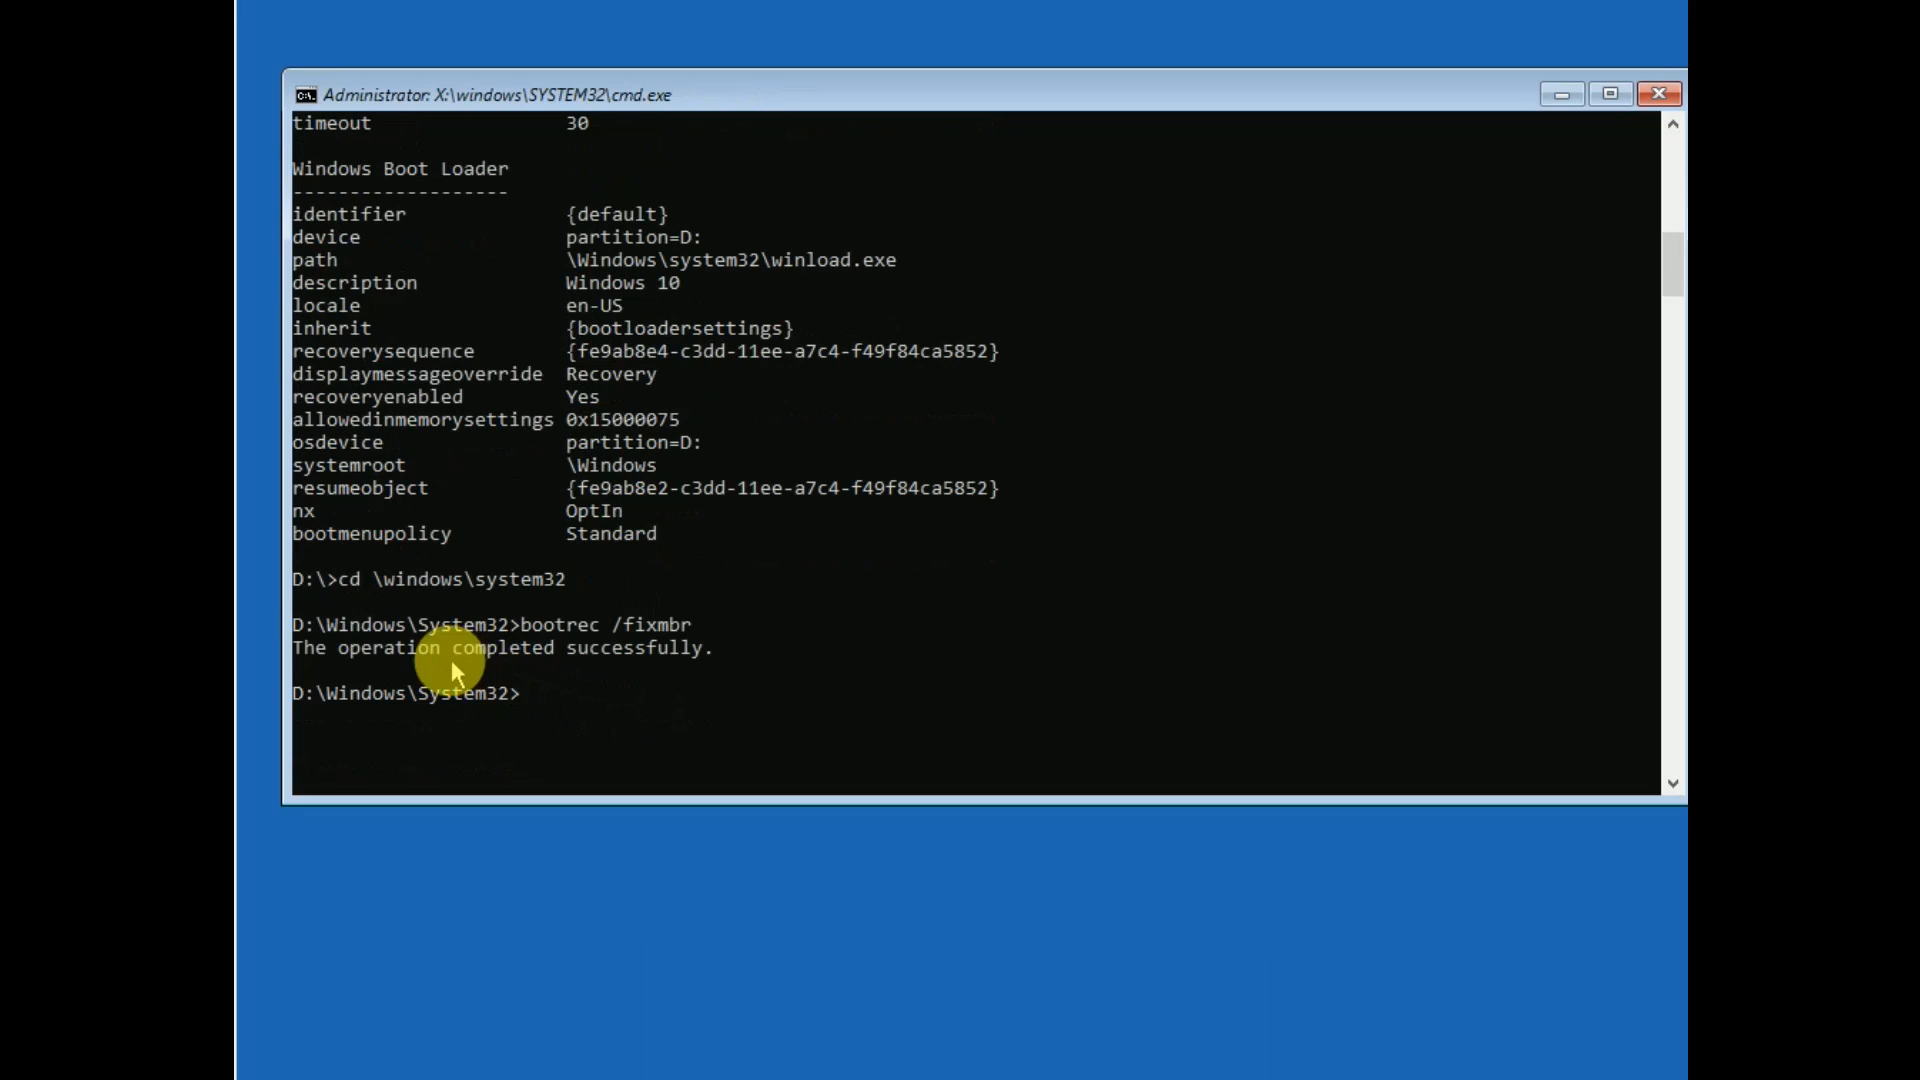 Administrator: X:\windows\SYSTEM32\cmd.exe
timeout 30
Windows Boot Loader
-------------------
identifier {default}
device partition=D:
path \Windows\system32\winload.exe
description Windows 10
locale en-US
inherit {bootloadersettings}
recoverysequence {fe9ab8e4-c3dd-11ee-a7c4-f49f84ca5852}
displaymessageoverride Recovery
recoveryenabled Yes
allowedinmemorysettings 0x15000075
osdevice partition=D:
systemroot \Windows
resumeobject {fe9ab8e2-c3dd-11ee-a7c4-f49f84ca5852}
nx OptIn
bootmenupolicy Standard
D:\>cd \windows\system32
D:\Windows\System32>bootrec /fixmbr
The operation completed successfully.
D:\Windows\System32>